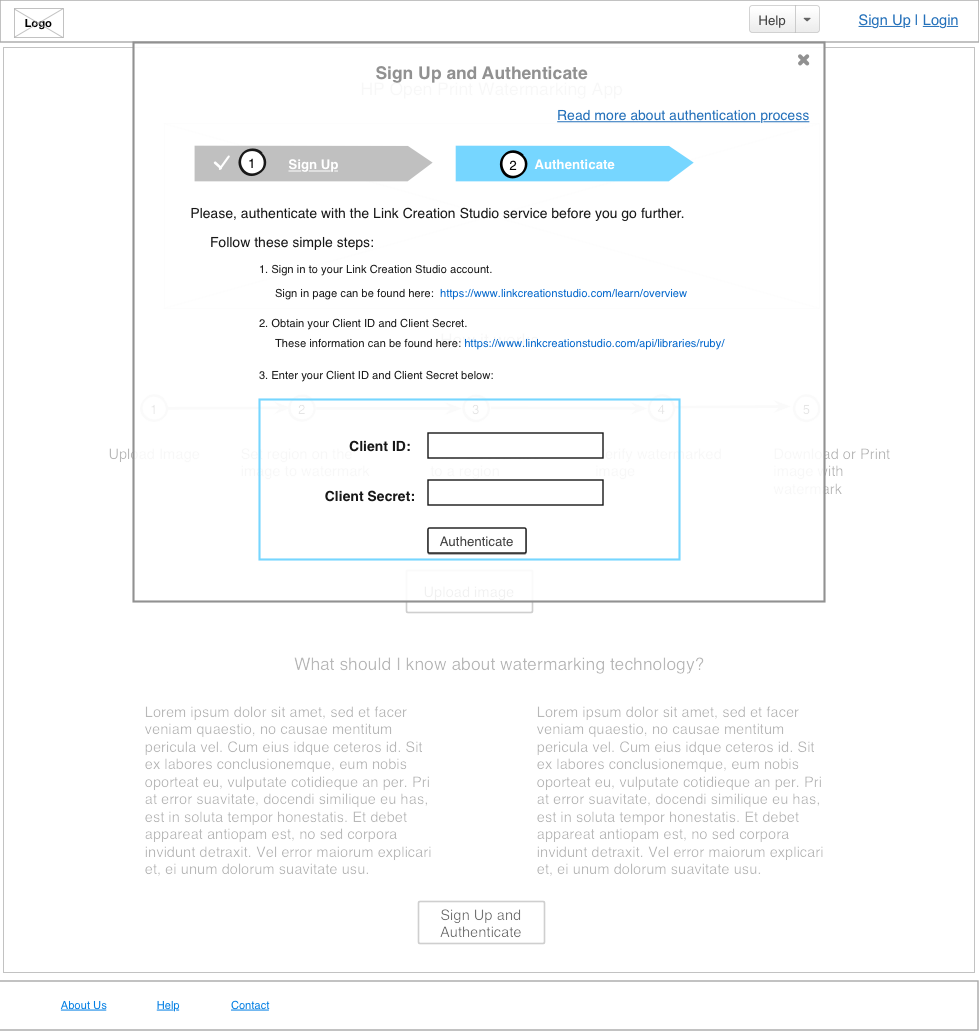 Logo
Help
Sign Up | Login
Sign Up and Authenticate
HP Open Print Watermarking App
Read more about authentication process
1 Sign Up
2 Authenticate
Please, authenticate with the Link Creation Studio service before you go further.
Follow these simple steps:
1. Sign in to your Link Creation Studio account.
Sign in page can be found here: https://www.linkcreationstudio.com/learn/overview
2. Obtain your Client ID and Client Secret.
These information can be found here: https://www.linkcreationstudio.com/api/libraries/ruby/
3. Enter your Client ID and Client Secret below:
1 2 3 4 5
Client ID:
Client Secret:
Authenticate
Upload image
Set region on the
image to watermark
to a region
Verify watermarked
image
Download or Print
image with
watermark
Upload image
What should I know about watermarking technology?
Lorem ipsum dolor sit amet, sed et facer
veniam quaestio, no causae mentitum
pericula vel. Cum eius idque ceteros id. Sit
ex labores conclusionemque, eum nobis
oporteat eu, vulputate cotidieque an per. Pri
at error suavitate, docendi similique eu has,
est in soluta tempor honestatis. Et debet
appareat antiopam est, no sed corpora
invidunt detraxit. Vel error maiorum explicari
et, ei unum dolorum suavitate usu.
Lorem ipsum dolor sit amet, sed et facer
veniam quaestio, no causae mentitum
pericula vel. Cum eius idque ceteros id. Sit
ex labores conclusionemque, eum nobis
oporteat eu, vulputate cotidieque an per. Pri
at error suavitate, docendi similique eu has,
est in soluta tempor honestatis. Et debet
appareat antiopam est, no sed corpora
invidunt detraxit. Vel error maiorum explicari
et, ei unum dolorum suavitate usu.
Sign Up and
Authenticate
About Us
Help
Contact